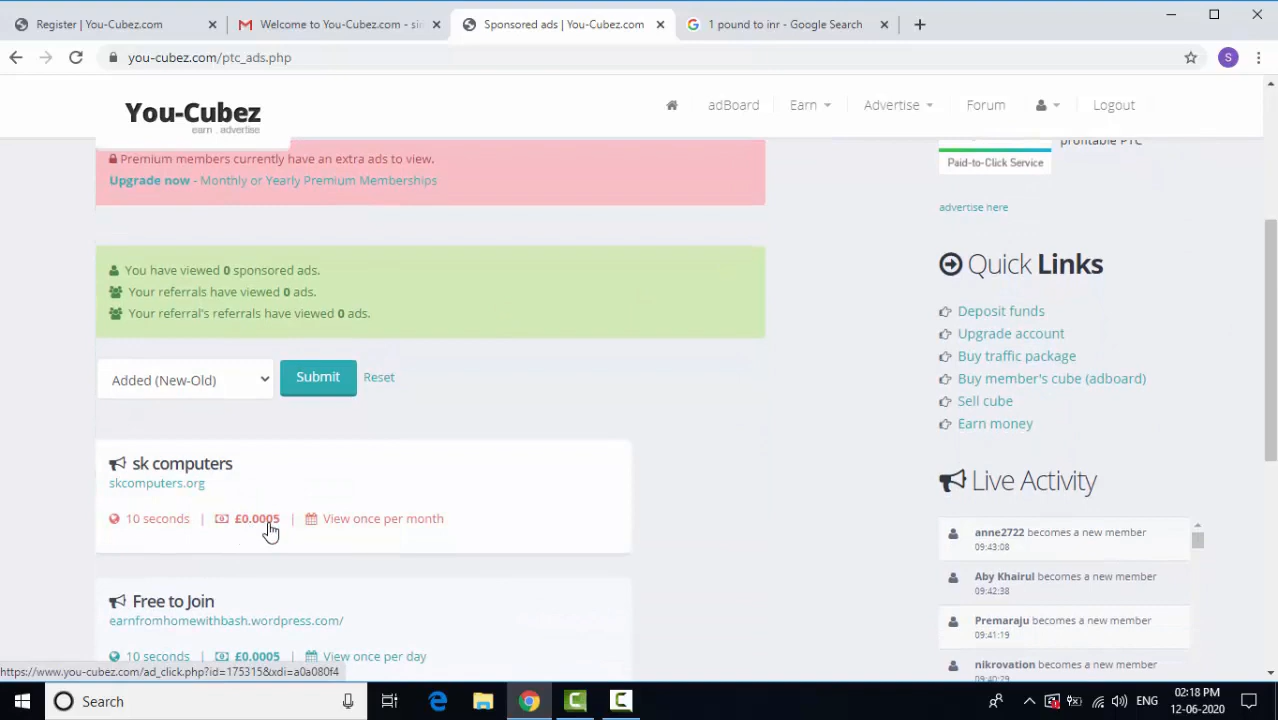 Register | You-Cubez.com
Welcome to You-Cubez.com - sin
Sponsored ads | You-Cubez.com
1 pound to inr - Google Search
you-cubez.com/ptc_ads.php
S
You-Cubez
earn . advertise
adBoard
Earn
Advertise
Forum
Logout
Premium members currently have an extra ads to view.
Upgrade now - Monthly or Yearly Premium Memberships
You have viewed 0 sponsored ads.
Your referrals have viewed 0 ads.
Your referral's referrals have viewed 0 ads.
Added (New-Old)
Submit
Reset
sk computers
skcomputers.org
10 seconds | £0.0005 | View once per month
Free to Join
earnfromhomewithbash.wordpress.com/
10 seconds | £0.0005 | View once per day
profitable PTC
Paid-to-Click Service
advertise here
Quick Links
Deposit funds
Upgrade account
Buy traffic package
Buy member's cube (adboard)
Sell cube
Earn money
Live Activity
anne2722 becomes a new member
09:43:08
Aby Khairul becomes a new member
09:42:38
Premaraju becomes a new member
09:41:19
nikrovation becomes a new member
09:40:29
https://www.you-cubez.com/ad_click.php?id=175315&xdi=a0a080f4
Search
ENG
02:18 PM
12-06-2020